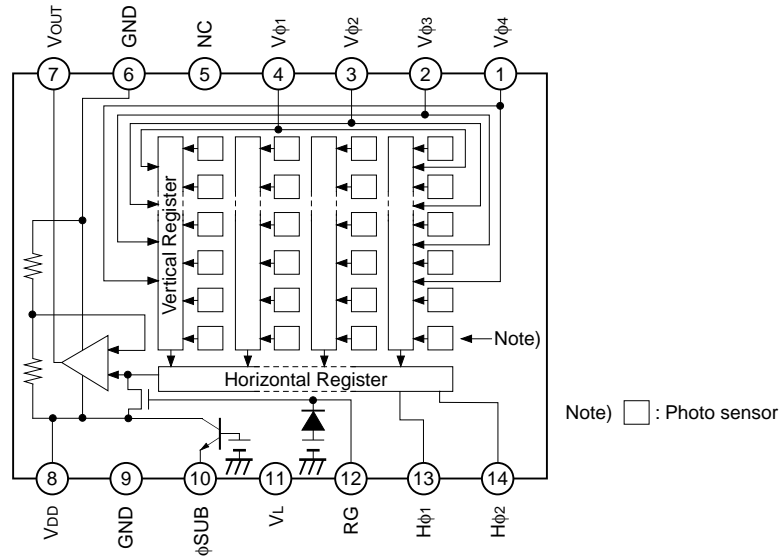 VOUT
GND
NC
Vϕ1
Vϕ2
Vϕ3
Vϕ4
7
6
5
4
3
2
1
Vertical Register
Note)
Horizontal Register
Note) : Photo sensor
8
9
10
11
12
13
14
VDD
GND
ϕSUB
VL
RG
Hϕ1
Hϕ2